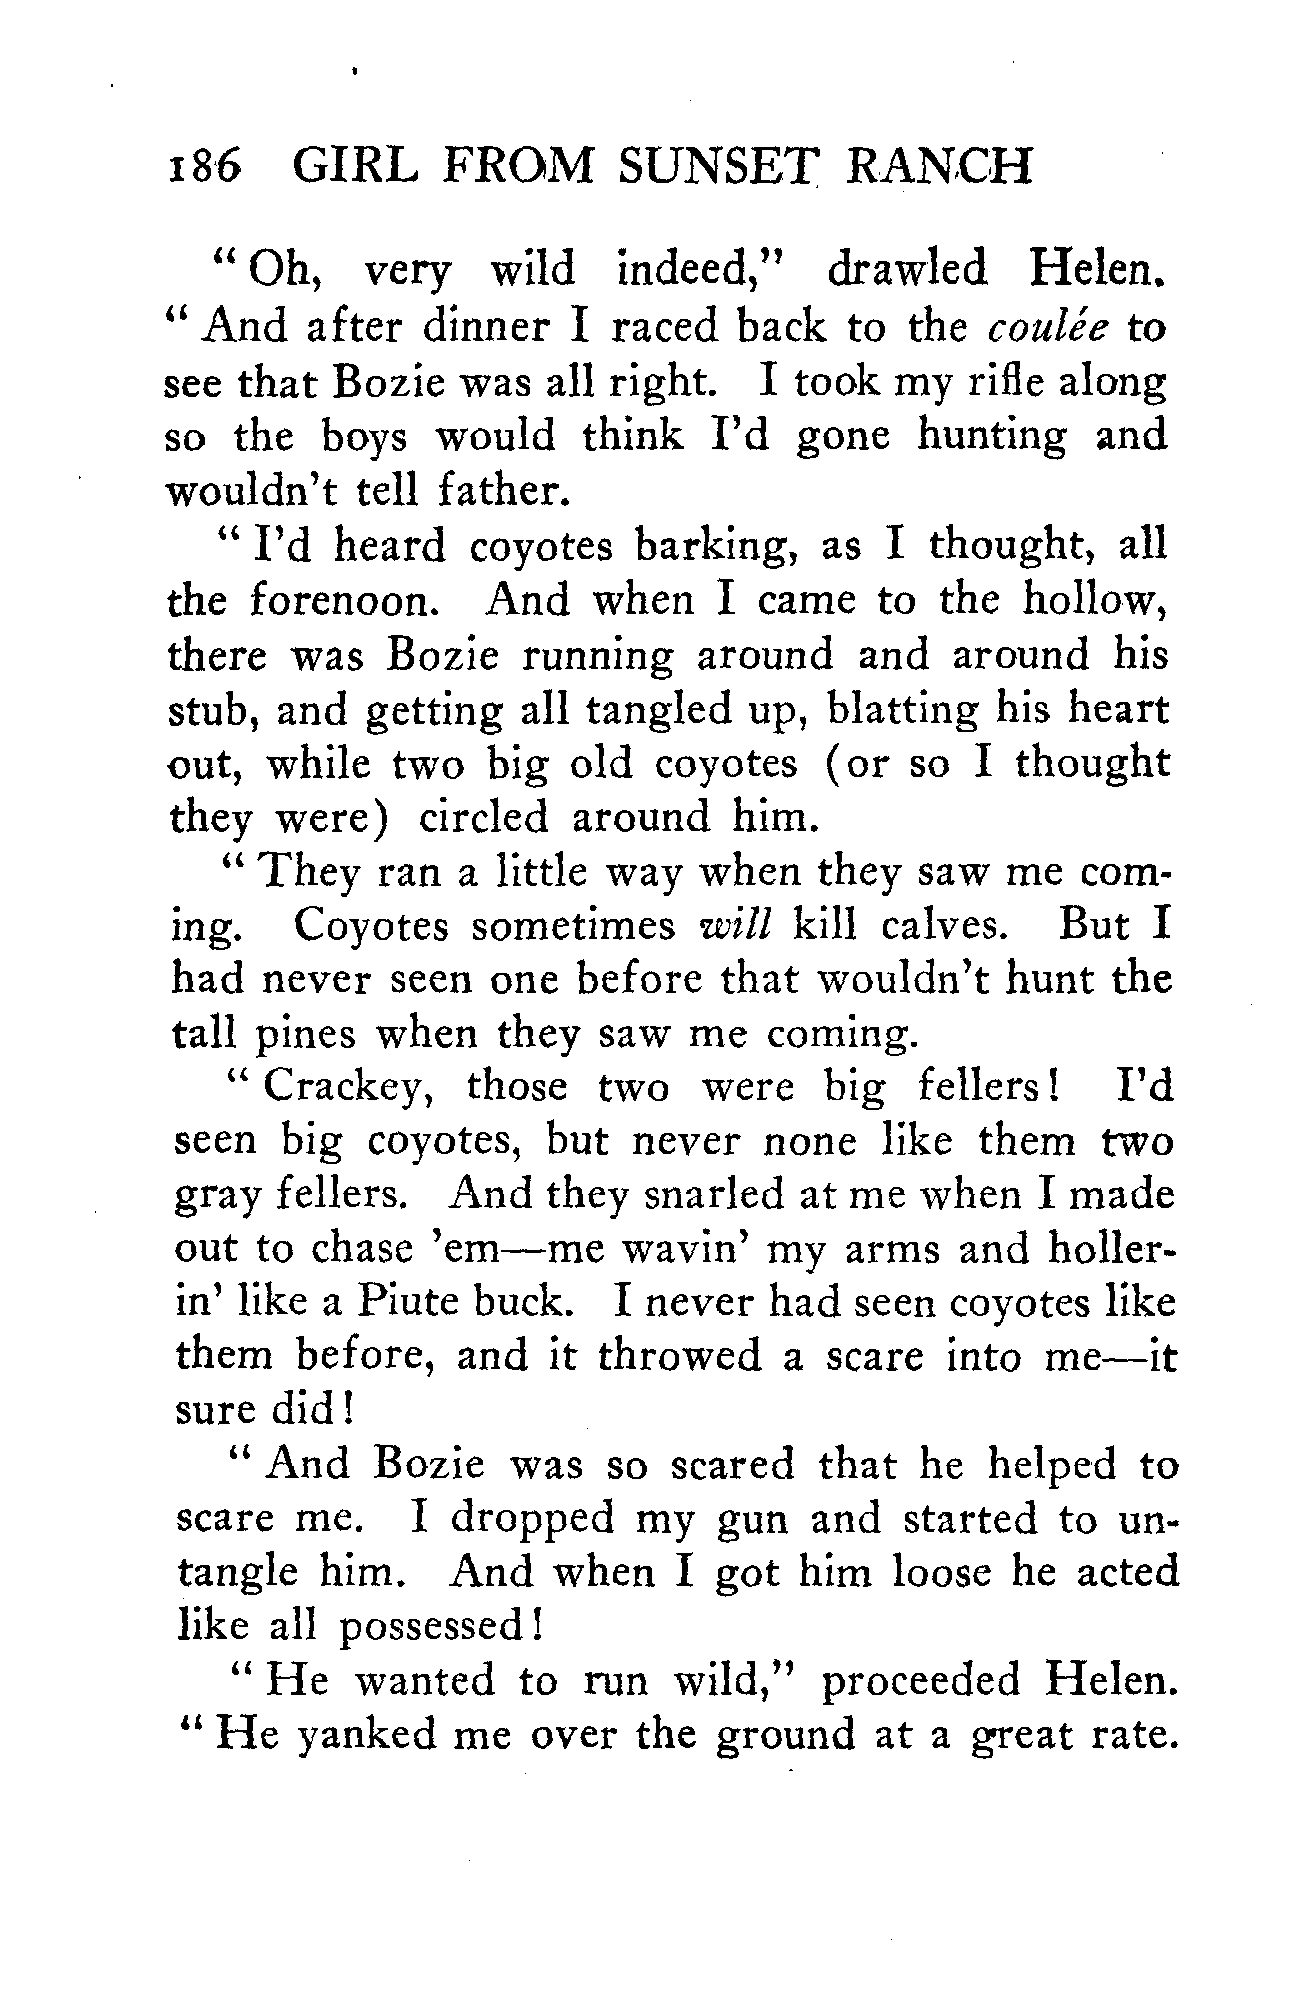 186 GIRL FROM SUNSET RANCH
“ Oh, very wild indeed,” drawled Helen.
“ And after dinner I raced back to the coulée to
see that Bozie was all right. I took my rifle along
so the boys would think I’d gone hunting and
wouldn’t tell father.
“ I’d heard coyotes barking, as I thought, all
the forenoon. And when I came to the hollow,
there was Bozie running around and around his
stub, and getting all tangled up, blatting his heart
out, while two big old coyotes (or so I thought
they were) circled around him.
“ They ran a little way when they saw me com-
ing. Coyotes sometimes will kill calves. But I
had never seen one before that wouldn’t hunt the
tall pines when they saw me coming.
“ Crackey, those two were big fellers! I’d
seen big coyotes, but never none like them two
gray fellers. And they snarled at me when I made
out to chase ’em—me wavin’ my arms and holler-
in’ like a Piute buck. I never had seen coyotes like
them before, and it throwed a scare into me—it
sure did!
“ And Bozie was so scared that he helped to
scare me. I dropped my gun and started to un-
tangle him. And when I got him loose he acted
like all possessed!
“ He wanted to run wild,” proceeded Helen.
“ He yanked me over the ground at a great rate.